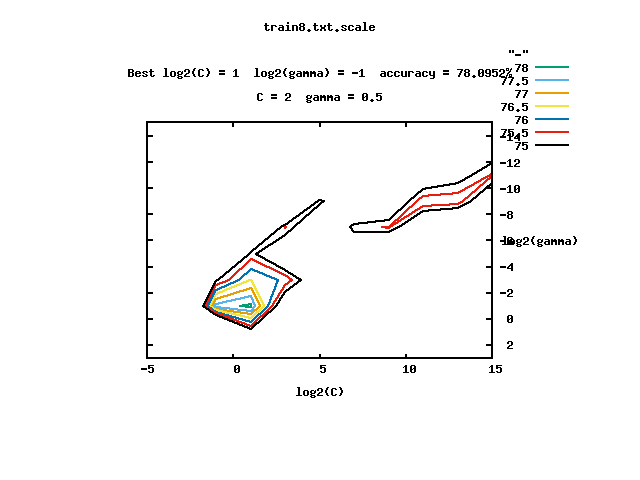 train8.txt.scale
"-"
Best log2(C) = 1 log2(gamma) = -1 accuracy = 78.0952%
C = 2 gamma = 0.5
78
77.5
77
76.5
76
75.5
75
-14
-12
-10
-8
-6
log2(gamma)
-4
-2
0
2
-5 0 5 10 15
log2(C)